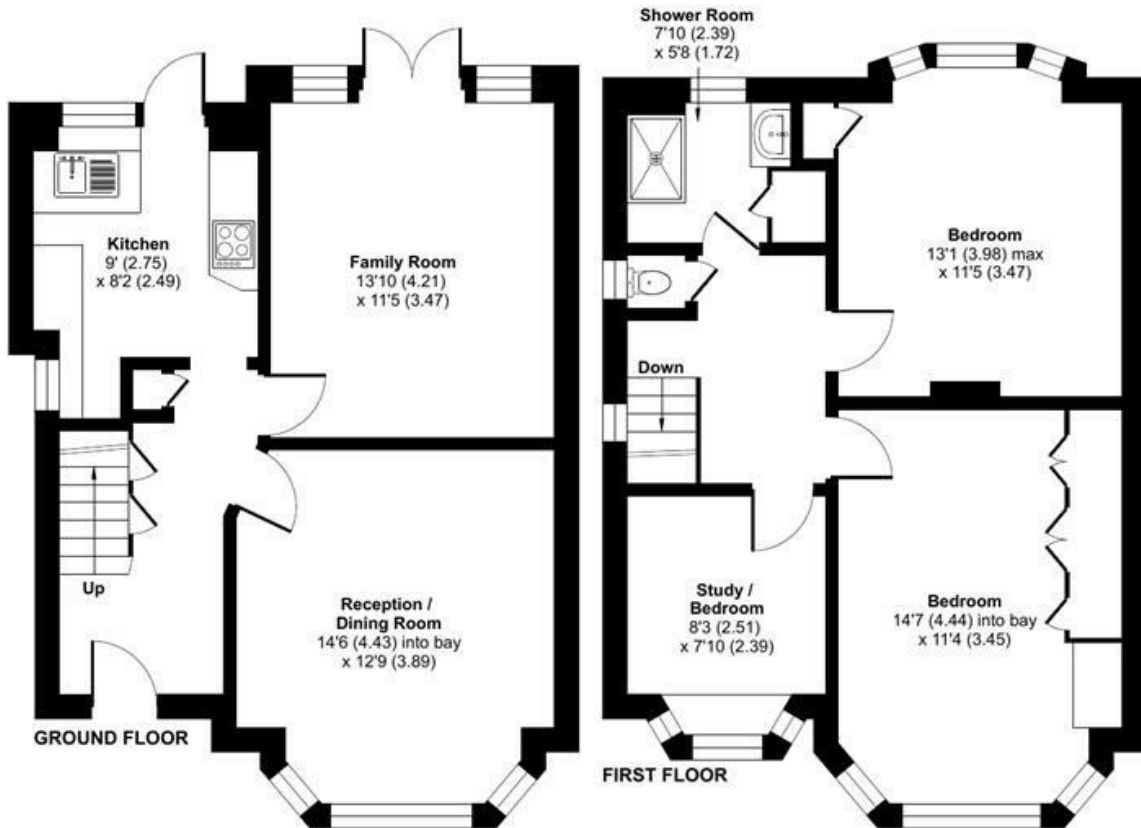 Kitchen
9' (2.75)
x 8'2 (2.49)
Family Room
13'10 (4.21)
x 11'5 (3.47)
Up
Reception /
Dining Room
14'6 (4.43) into bay
x 12'9 (3.89)
GROUND FLOOR
Shower Room
7'10 (2.39)
x 5'8 (1.72)
Bedroom
13'1 (3.98) max
x 11'5 (3.47)
Down
Study /
Bedroom
8'3 (2.51)
x 7'10 (2.39)
Bedroom
14'7 (4.44) into bay
x 11'4 (3.45)
FIRST FLOOR